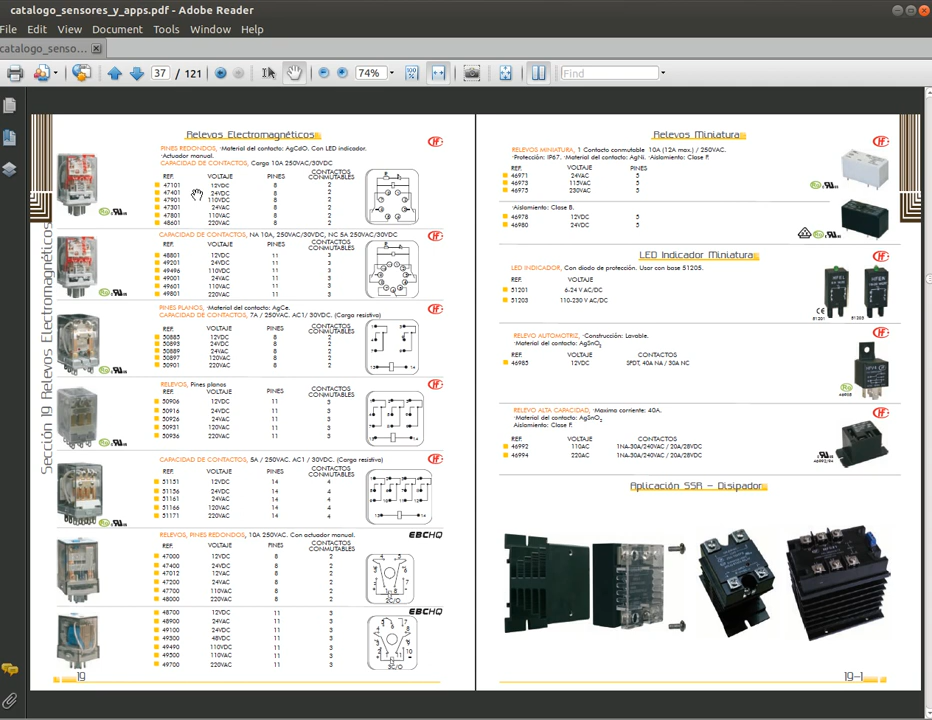 catalogo_sensores_y_apps.pdf - Adobe Reader
File Edit View Document Tools Window Help
catalogo_senso...
37 / 121
74%
Find
Sección 19 Relevos Electromagnéticos
Relevos Electromagnéticos
PINES REDONDOS, ·Material del contacto: AgCdO. Con LED indicador.
·Actuador manual.
CAPACIDAD DE CONTACTOS, Carga 10A 250VAC/30VDC
REF. VOLTAJE PINES CONTACTOS CONMUTABLES
47101 12VDC 8 2
47401 24VDC 8 2
47901 110VDC 8 2
47301 24VAC 8 2
47801 110VAC 8 2
48601 220VAC 8 2
CAPACIDAD DE CONTACTOS, NA 10A, 250VAC/30VDC, NC 5A 250VAC/30VDC
REF. VOLTAJE PINES CONTACTOS CONMUTABLES
48801 12VDC 11 3
49201 24VDC 11 3
49496 110VDC 11 3
49001 24VAC 11 3
49601 110VAC 11 3
49801 220VAC 11 3
PINES PLANOS, ·Material del contacto: AgCe.
CAPACIDAD DE CONTACTOS, 7A / 250VAC. AC1/ 30VDC. (Carga resistiva)
REF. VOLTAJE PINES CONTACTOS CONMUTABLES
50885 12VDC 8 2
50893 24VDC 8 2
50889 24VAC 8 2
50897 120VAC 8 2
50901 220VAC 8 2
RELEVOS, Pines planos
REF. VOLTAJE PINES CONTACTOS CONMUTABLES
50906 12VDC 11 3
50916 24VDC 11 3
50926 24VAC 11 3
50931 120VAC 11 3
50936 220VAC 11 3
CAPACIDAD DE CONTACTOS, 5A / 250VAC. AC1 / 30VDC. (Carga resistiva)
REF. VOLTAJE PINES CONTACTOS CONMUTABLES
51151 12VDC 14 4
51156 24VDC 14 4
51161 24VAC 14 4
51166 120VAC 14 4
51171 220VAC 14 4
RELEVOS, PINES REDONDOS, 10A 250VAC. Con actuador manual.
EBCHQ
REF. VOLTAJE PINES CONTACTOS CONMUTABLES
47000 12VDC 8 2
47400 24VDC 8 2
47012 12VAC 8 2
47200 24VAC 8 2
47700 110VAC 8 2
48000 220VAC 8 2
2C/O
EBCHQ
48700 12VDC 11 3
48900 24VAC 11 3
49100 24VDC 11 3
49300 48VDC 11 3
49490 110VDC 11 3
49500 110VAC 11 3
49700 220VAC 11 3
3C/O
19
Relevos Miniatura
RELEVOS MINIATURA, 1 Contacto conmutable 10A (12A max.) / 250VAC.
·Protección: IP67. ·Material del contacto: AgNi. ·Aislamiento: Clase F.
REF. VOLTAJE PINES
46971 24VAC 5
46973 115VAC 5
46975 230VAC 5
·Aislamiento: Clase B.
46978 12VDC 5
46980 24VDC 5
LED Indicador Miniatura
LED INDICADOR, Con diodo de protección. Usar con base 51205.
REF. VOLTAJE
51201 6-24 V AC/DC
51203 110-230 V AC/DC
51201 51203
RELEVO AUTOMOTRIZ, ·Construcción: Lavable.
·Material del contacto: AgSnO2
REF. VOLTAJE CONTACTOS
46985 12VDC SPDT, 40A NA / 30A NC
RELEVO ALTA CAPACIDAD, ·Maxima corriente: 40A.
·Material del contacto: AgSnO2
Aislamiento: Clase F.
REF. VOLTAJE CONTACTOS
46992 110AC 1NA-30A/240VAC / 20A/28VDC
46994 220AC 1NA-30A/240VAC / 20A/28VDC
46992/94
Aplicación SSR - Disipador
19-1